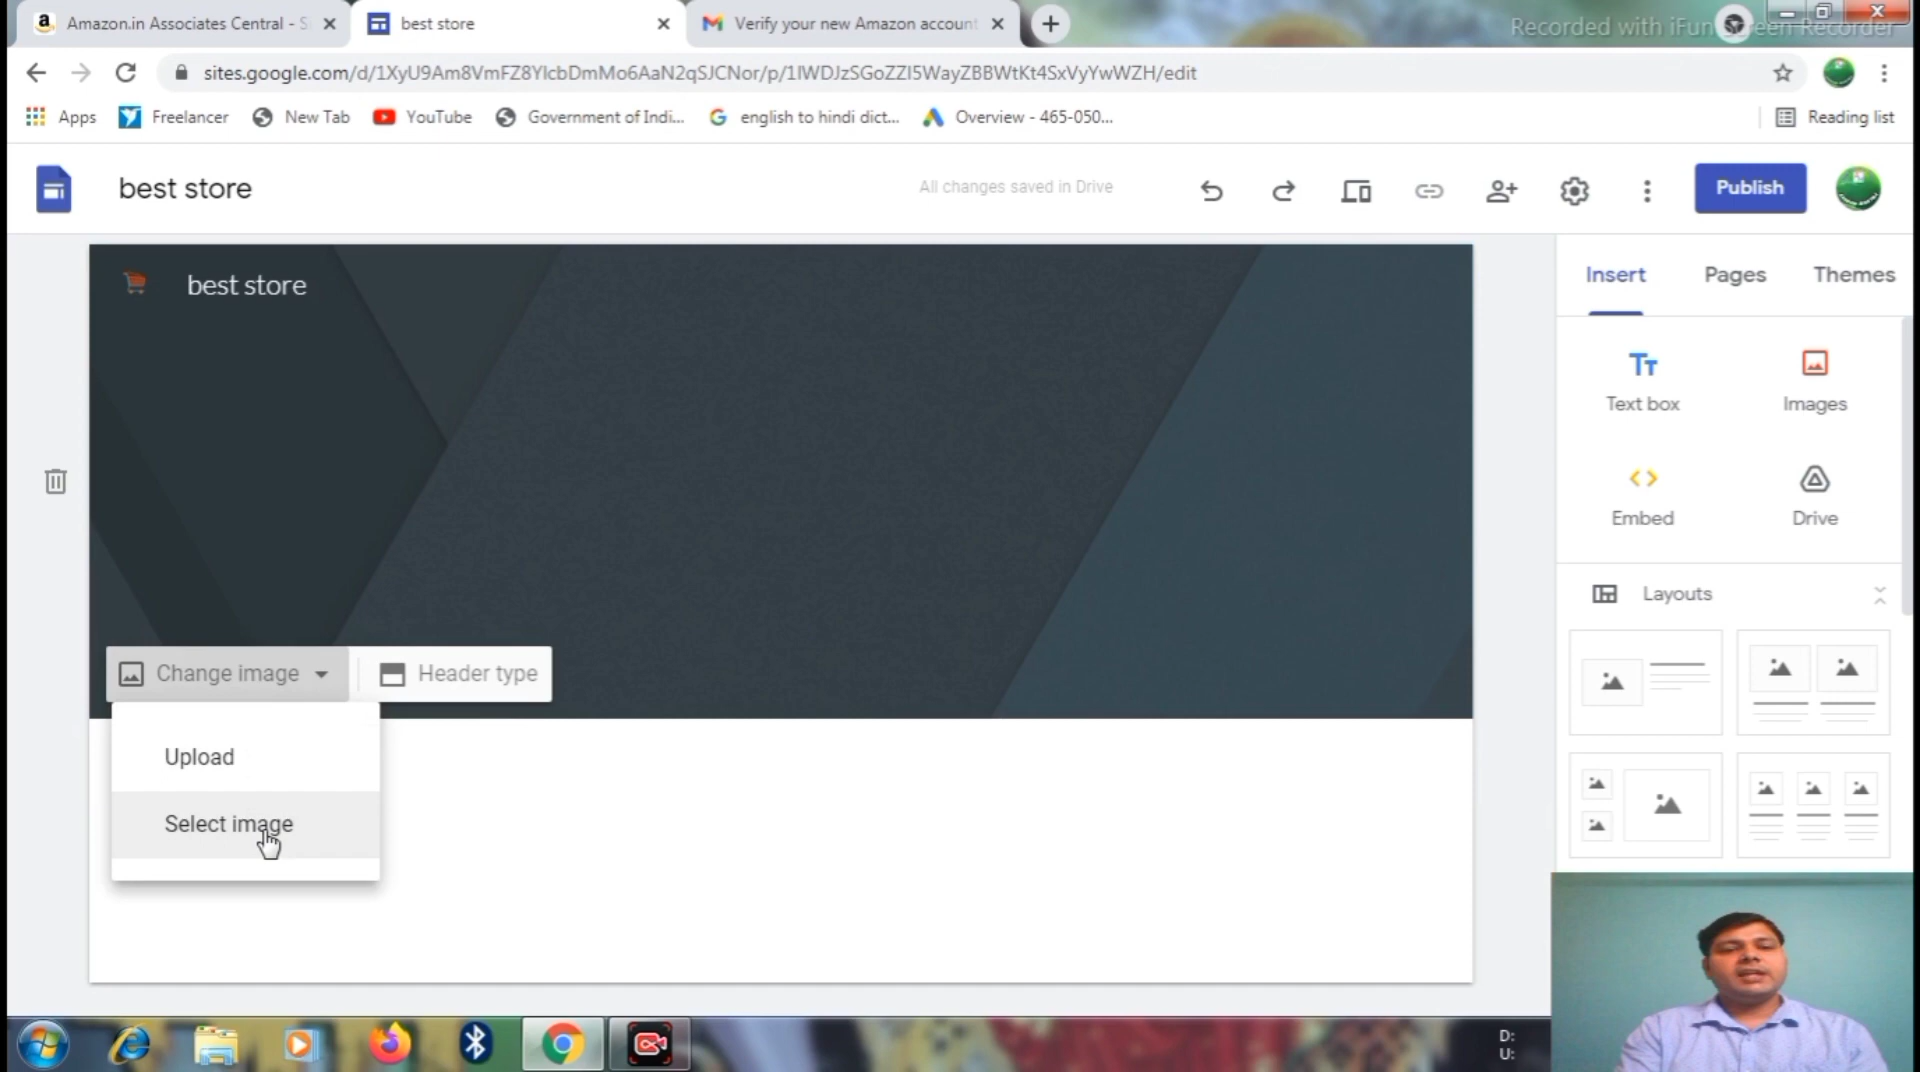 Amazon.in Associates Central - S
best store
Verify your new Amazon account
Recorded with iFun Screen Recorder
sites.google.com/d/1XyU9Am8VmFZ8YlcbDmMo6AaN2qSJCNor/p/1IWDJzSGoZZI5WayZBBWtKt4SxVyYwWZH/edit
Apps
Freelancer
New Tab
YouTube
Government of Indi...
english to hindi dict...
Overview - 465-050...
Reading list
best store
All changes saved in Drive
Publish
best store
Insert
Pages
Themes
Text box
Images
Embed
Drive
Layouts
Change image
Header type
Upload
Select image
D:
U: